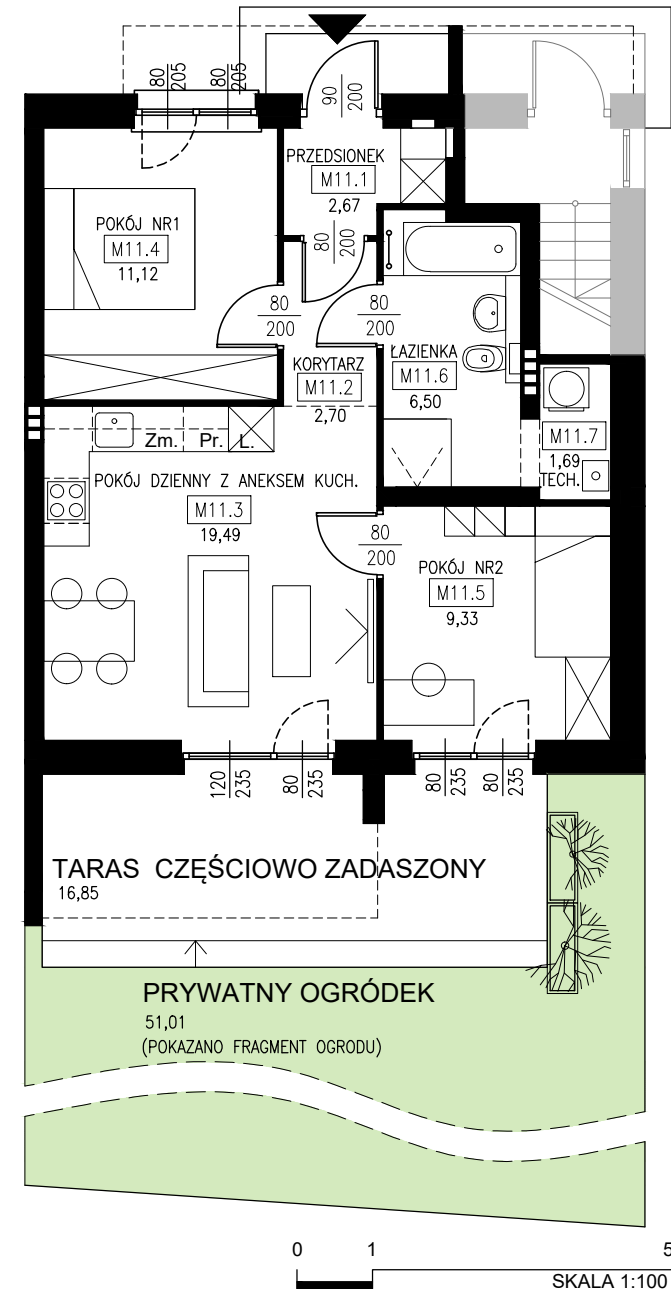 80
205
80
205
90
200
PRZEDSIONEK
M11.1
2,67
POKÓJ NR1
M11.4
11,12
80
200
80
200
80
200
KORYTARZ
M11.2
2,70
ŁAZIENKA
M11.6
6,50
M11.7
1,69
TECH.
Zm. Pr. L.
POKÓJ DZIENNY Z ANEKSEM KUCH.
M11.3
19,49
80
200
POKÓJ NR2
M11.5
9,33
120
235
80
235
80
235
80
235
TARAS CZĘŚCIOWO ZADASZONY
16,85
PRYWATNY OGRÓDEK
51,01
(POKAZANO FRAGMENT OGRODU)
0 1 5
SKALA 1:100